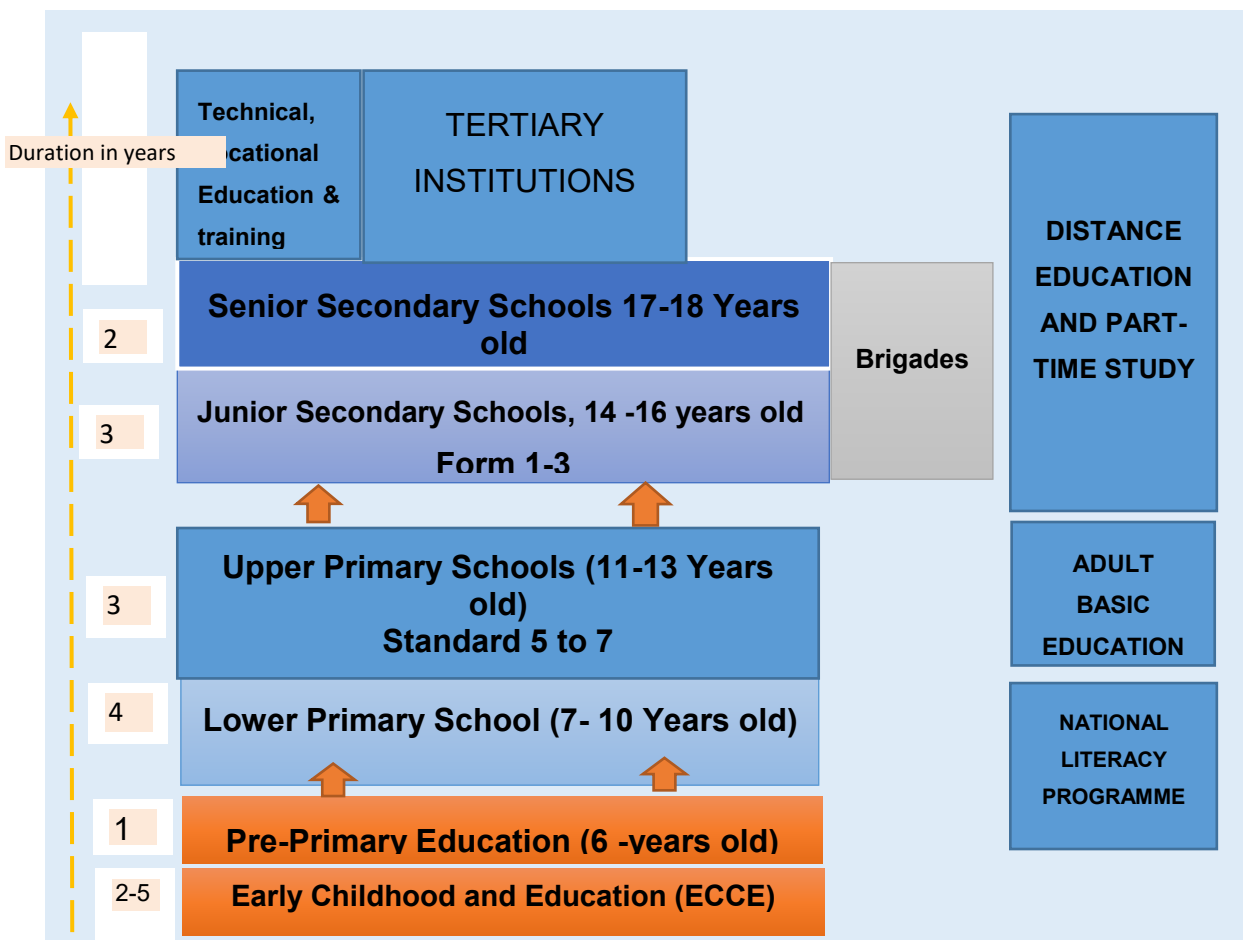 Technical,
ocational
Education &
training
TERTIARY
INSTITUTIONS
Duration in years
DISTANCE
EDUCATION
AND PART-
TIME STUDY
2
Senior Secondary Schools 17-18 Years
old
Brigades
3
Junior Secondary Schools, 14 -16 years old
Form 1-3
3
Upper Primary Schools (11-13 Years
old)
Standard 5 to 7
ADULT
BASIC
EDUCATION
4
Lower Primary School (7- 10 Years old)
NATIONAL
LITERACY
PROGRAMME
1
Pre-Primary Education (6 -years old)
2-5
Early Childhood and Education (ECCE)